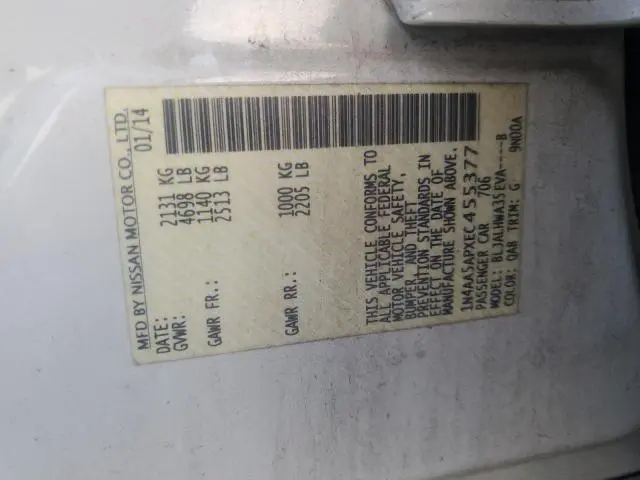 MFD BY NISSAN MOTOR CO., LTD.
DATE: 01/14
GVWR: 2131 KG
4698 LB
GAWR FR.: 1140 KG
2513 LB
GAWR RR.: 1000 KG
2205 LB
THIS VEHICLE CONFORMS TO
ALL APPLICABLE FEDERAL
MOTOR VEHICLE SAFETY,
BUMPER, AND THEFT
PREVENTION STANDARDS IN
EFFECT ON THE DATE OF
MANUFACTURE SHOWN ABOVE.
1N4AA5APXEC455377
PASSENGER CAR 706
MODEL: BLJALHWA35EVA----B
COLOR: QAB TRIM: G 9N00A